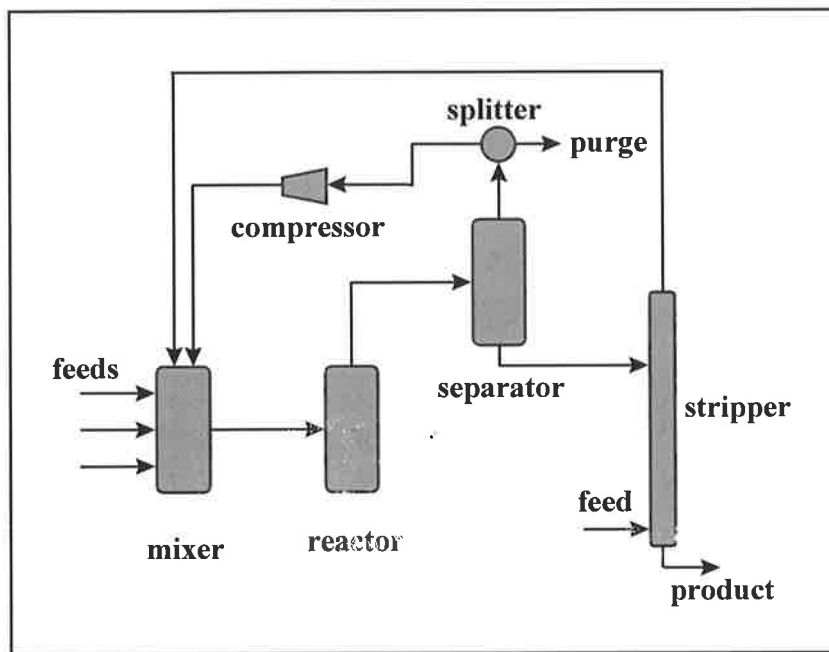 splitter
purge
compressor
feeds
separator
stripper
feed
mixer
reactor
product